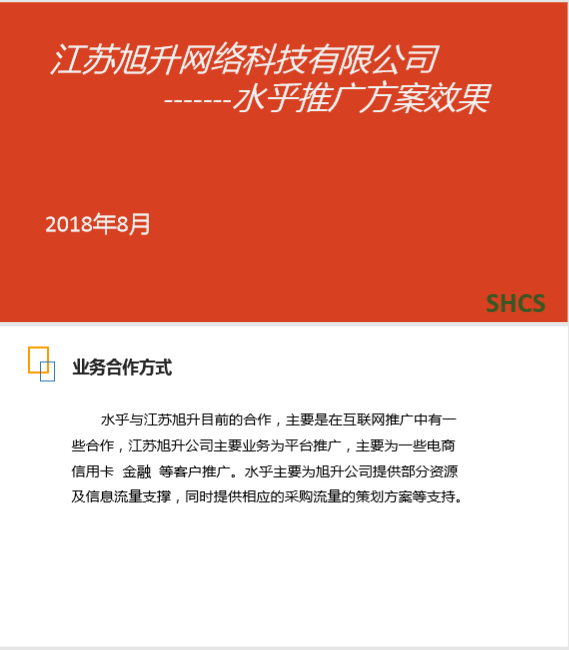 江苏旭升网络科技有限公司
-------水乎推广方案效果
2018年8月
SHCS
业务合作方式
水乎与江苏旭升目前的合作，主要是在互联网推广中有一
些合作，江苏旭升公司主要业务为平台推广，主要为一些电商
信用卡 金融 等客户推广。水乎主要为旭升公司提供部分资源
及信息流量支撑，同时提供相应的采购流量的策划方案等支持。